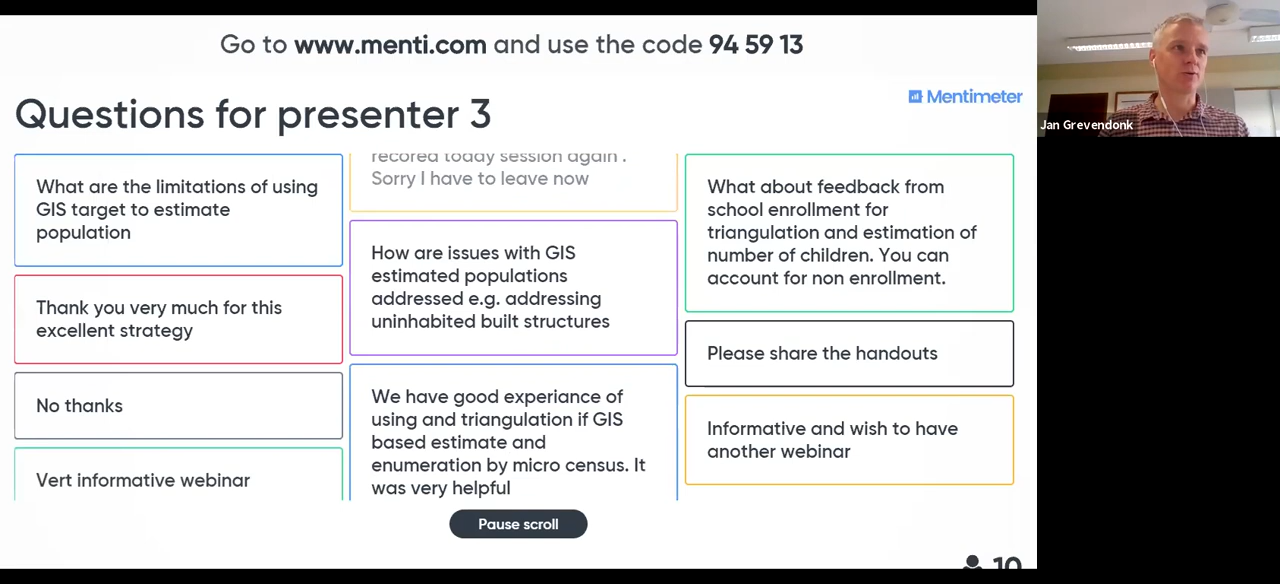 Go to www.menti.com and use the code 94 59 13
Mentimeter
Questions for presenter 3
What are the limitations of using
GIS target to estimate
population
Thank you very much for this
excellent strategy
No thanks
Vert informative webinar
recored today session again .
Sorry I have to leave now
How are issues with GIS
estimated populations
addressed e.g. addressing
uninhabited built structures
We have good experiance of
using and triangulation if GIS
based estimate and
enumeration by micro census. It
was very helpful
What about feedback from
school enrollment for
triangulation and estimation of
number of children. You can
account for non enrollment.
Please share the handouts
Informative and wish to have
another webinar
Pause scroll
10
Jan Grevendonk